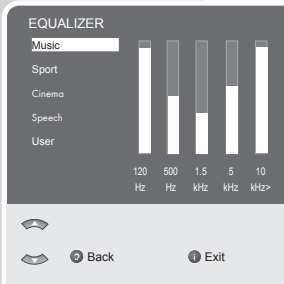 EQUALIZER
Music
Sport
Cinema
Speech
User
120 500 1.5 5 10
Hz Hz kHz kHz kHz>
Back Exit